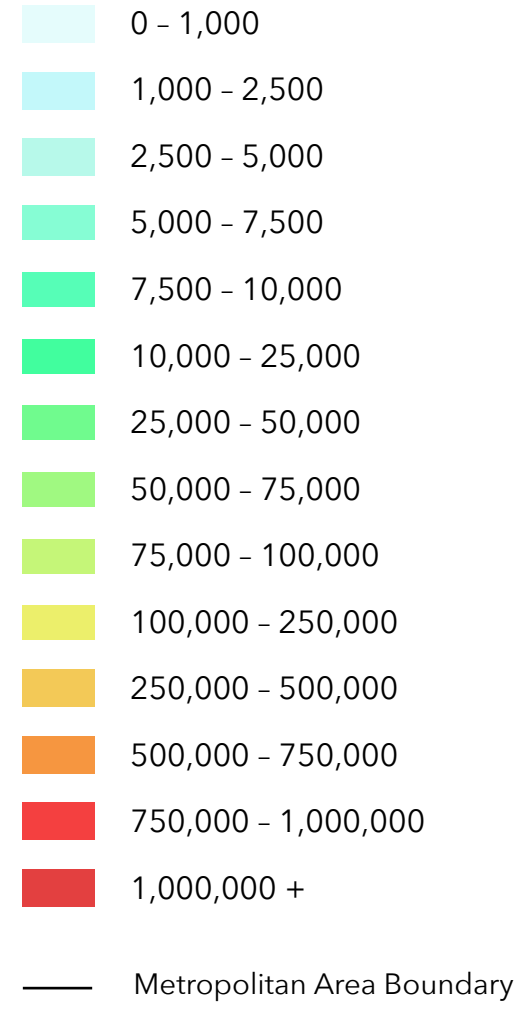 0 – 1,000
1,000 – 2,500
2,500 – 5,000
5,000 – 7,500
7,500 – 10,000
10,000 – 25,000
25,000 – 50,000
50,000 – 75,000
75,000 – 100,000
100,000 – 250,000
250,000 – 500,000
500,000 – 750,000
750,000 – 1,000,000
1,000,000 +
Metropolitan Area Boundary